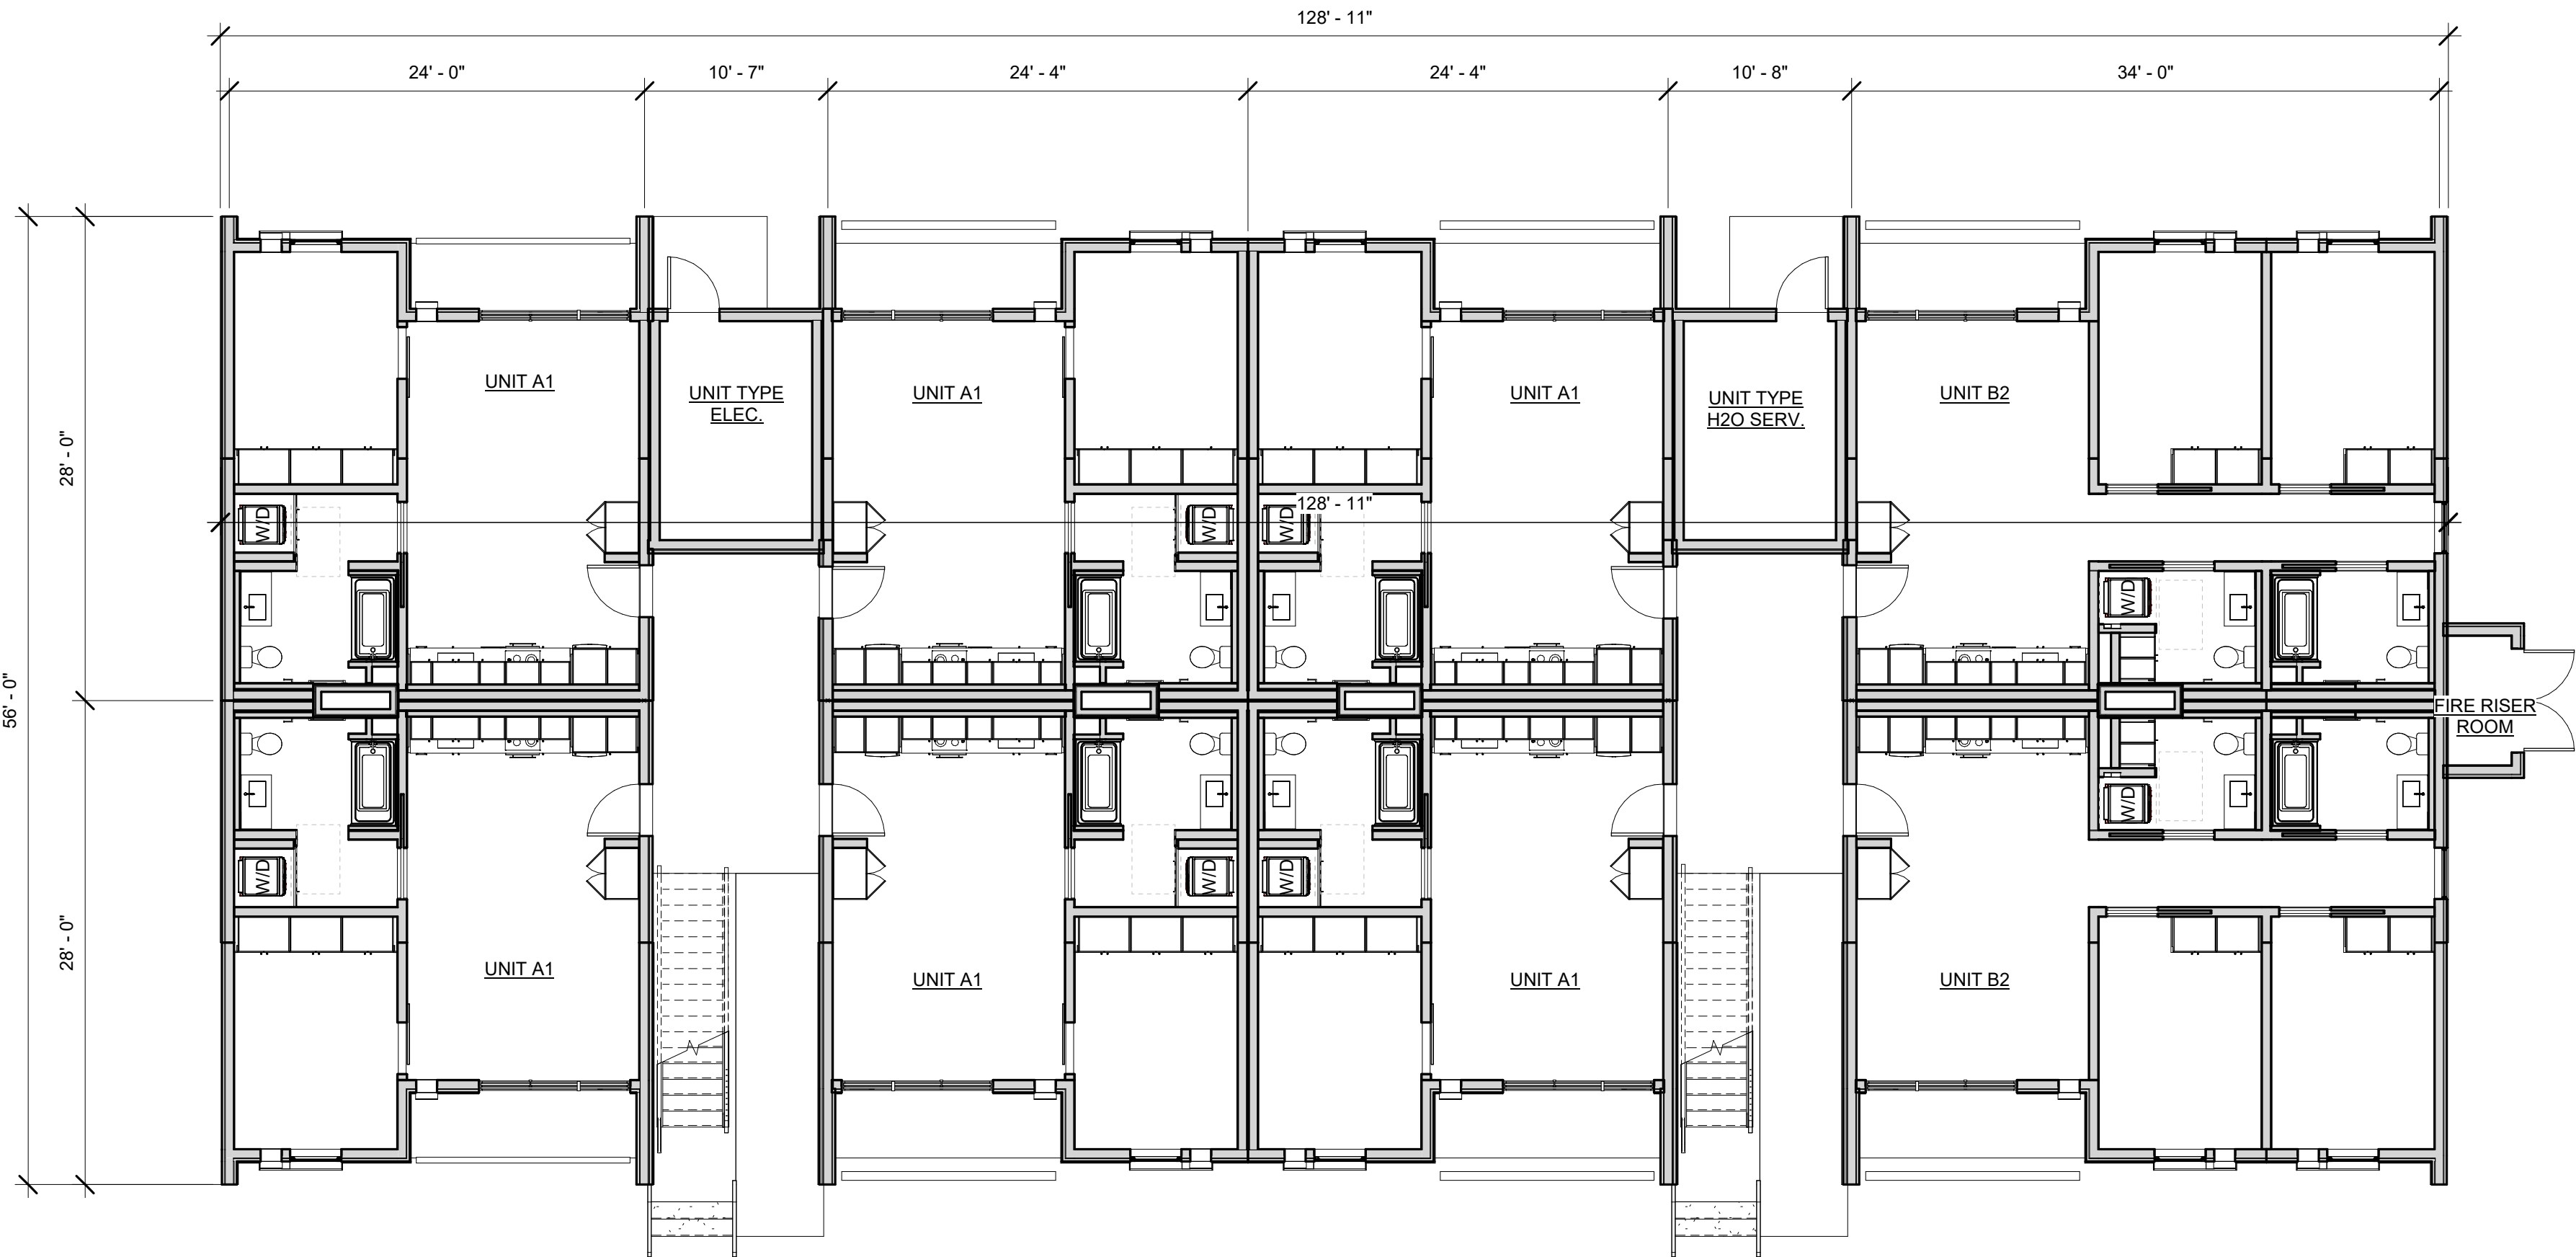 128' - 11"
24' - 0"
10' - 7"
24' - 4"
24' - 4"
10' - 8"
34' - 0"
UNIT A1
UNIT TYPE
ELEC.
UNIT A1
UNIT A1
UNIT TYPE
H2O SERV.
UNIT B2
28' - 0"
128' - 11"
W/D
W/D
W/D
W/D
56' - 0"
FIRE RISER
ROOM
W/D
W/D
W/D
W/D
28' - 0"
UNIT A1
UNIT A1
UNIT A1
UNIT B2